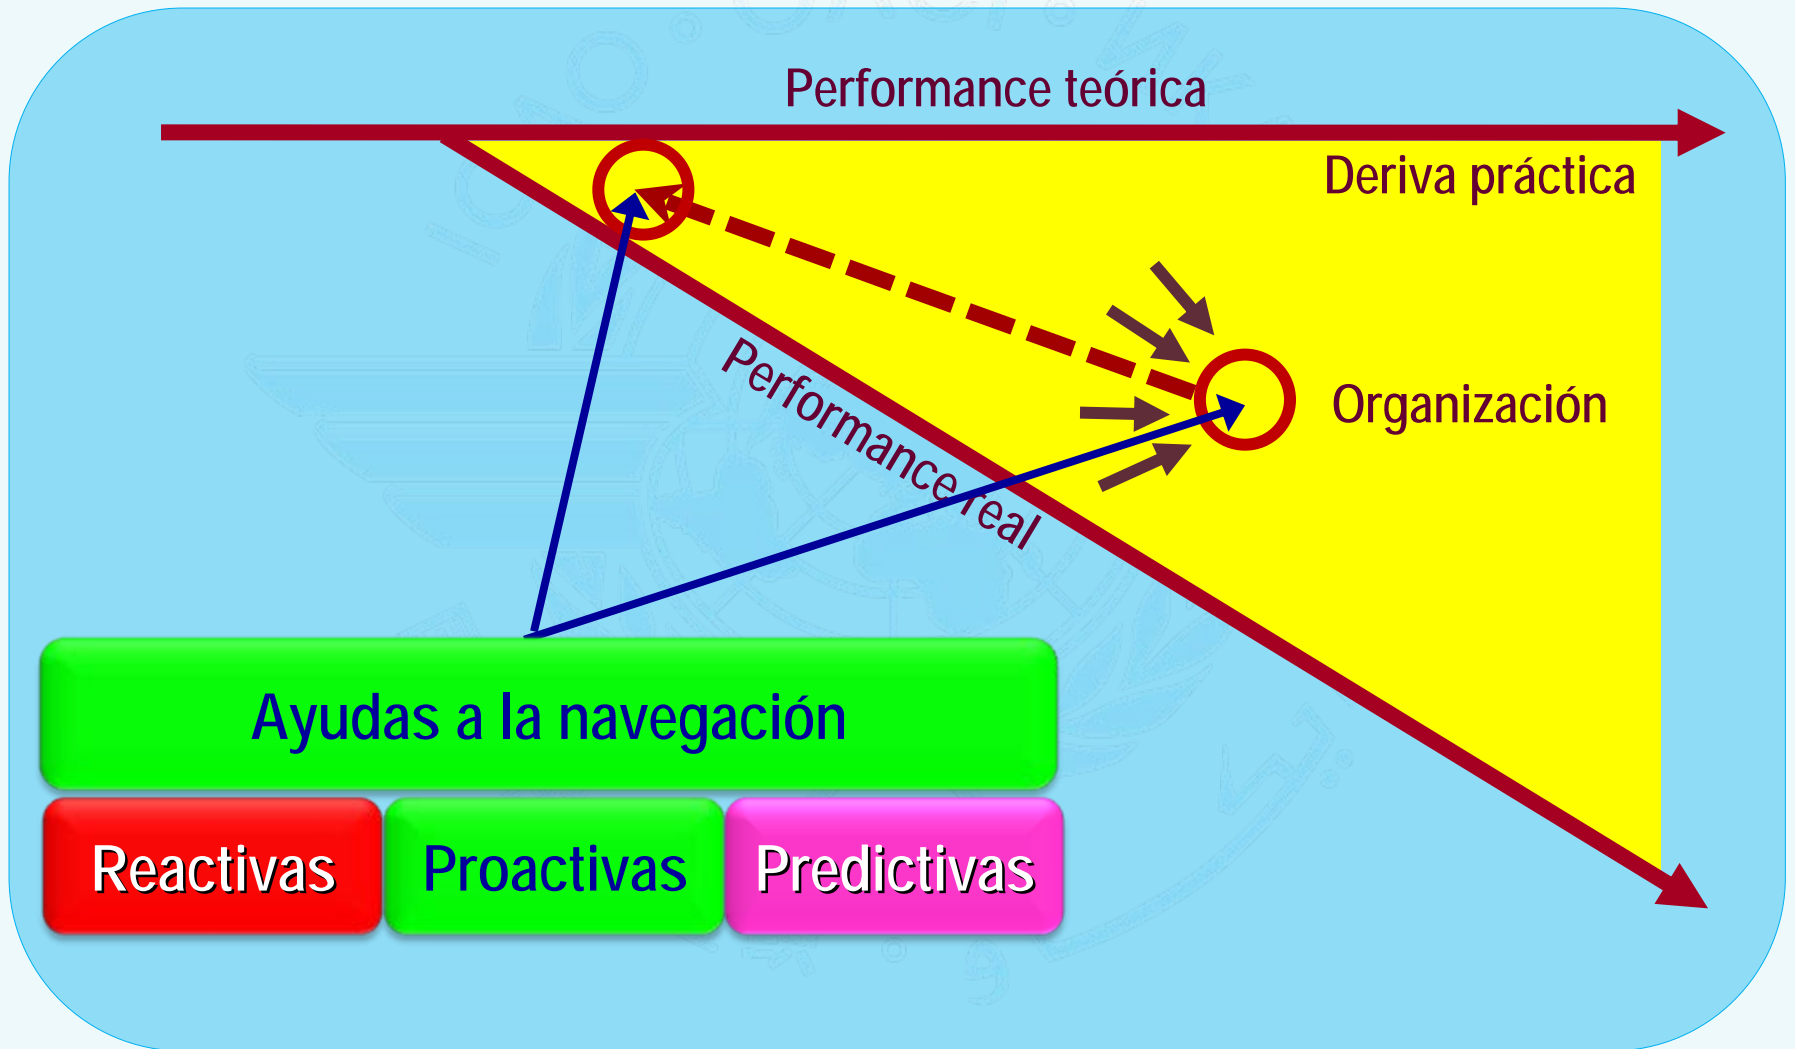 Performance teórica
Deriva práctica
Organización
Performance real
Ayudas a la navegación
Reactivas
Proactivas
Predictivas